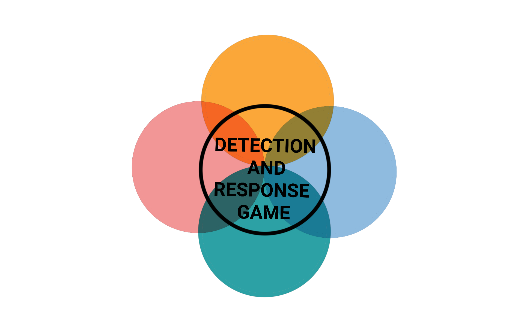 DETECTION
AND
RESPONSE
GAME